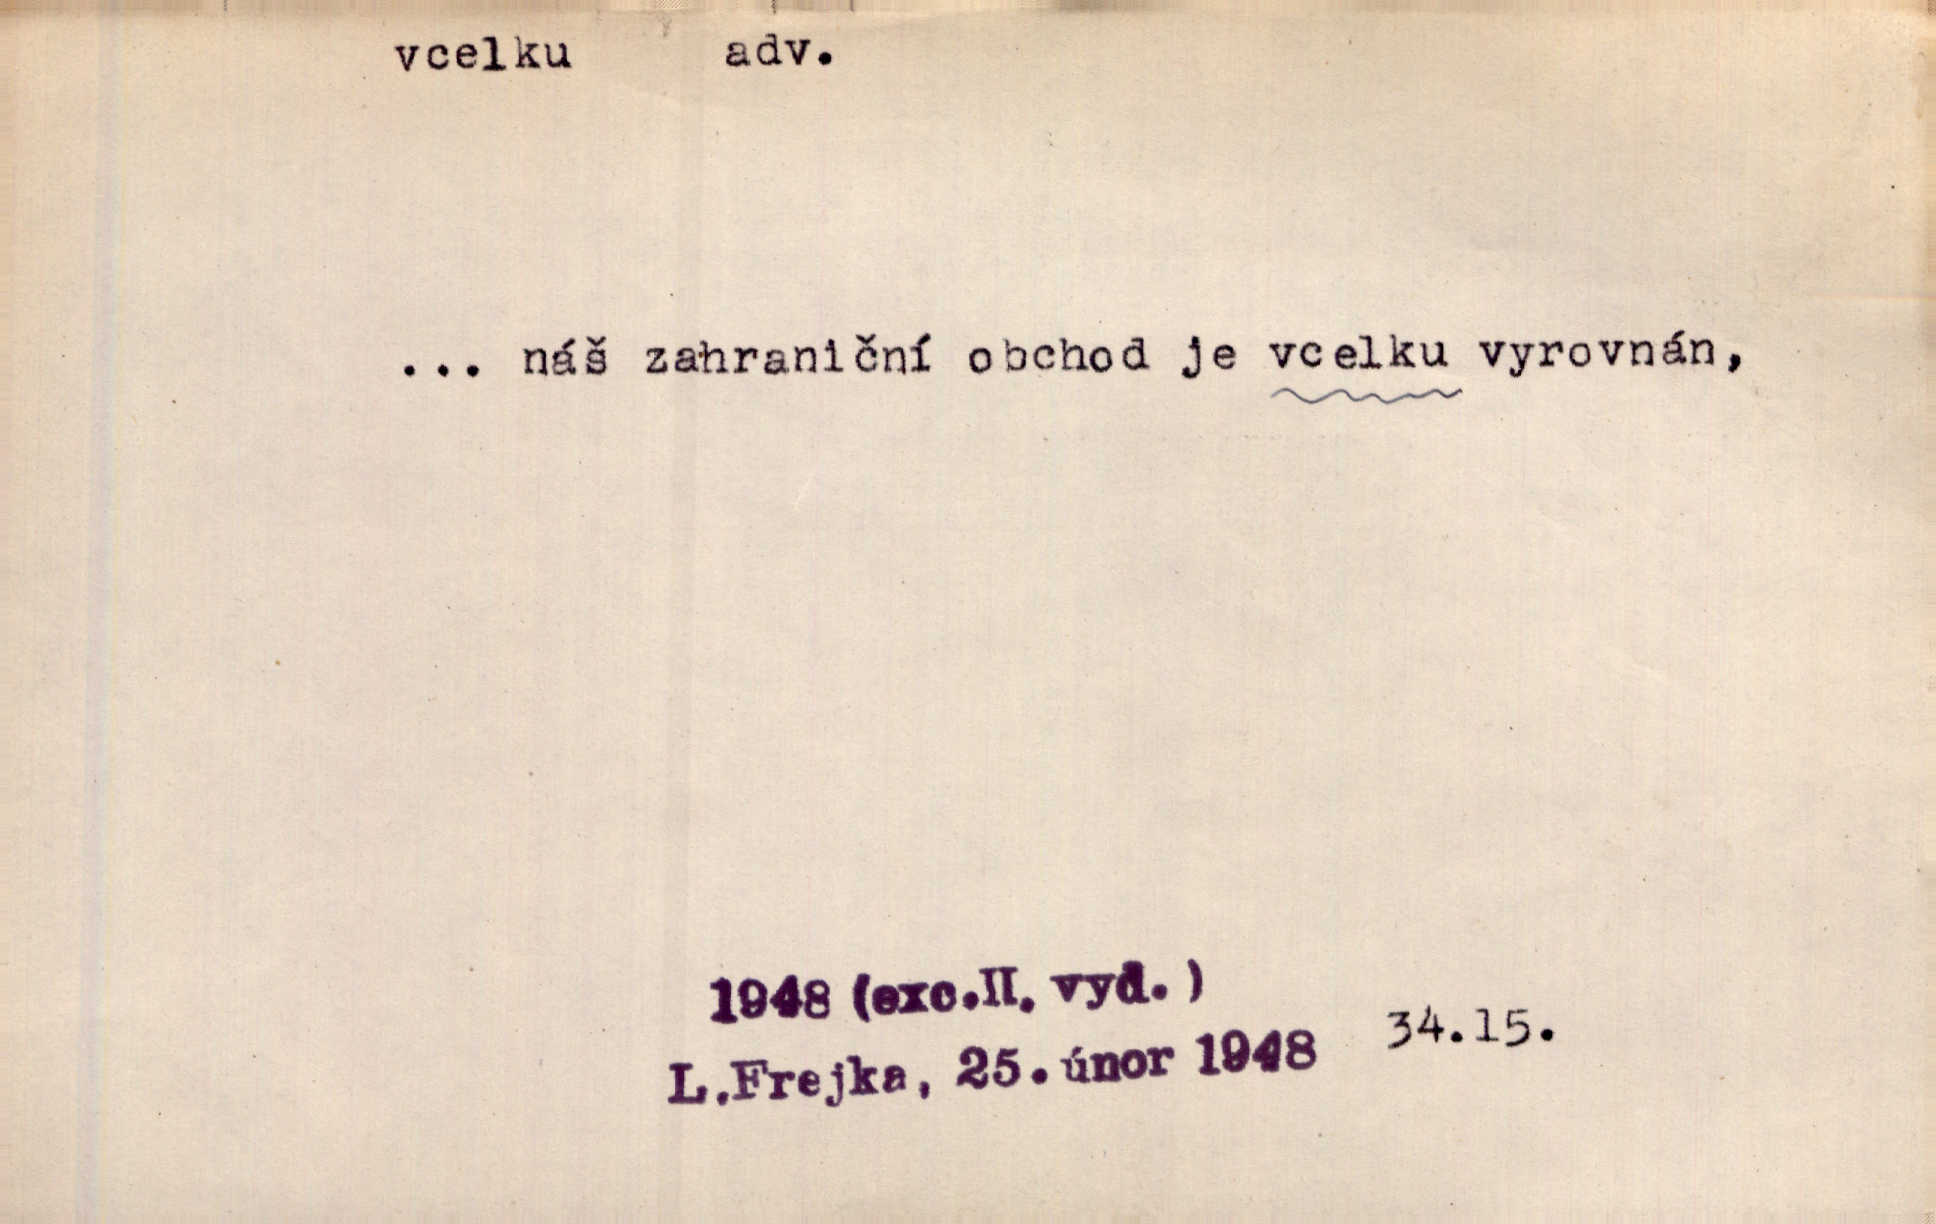 vcelku adv.
... náš zahraniční obchod je vcelku vyrovnán,
1948 (exc.II. vyd. )
L.Frejka, 25.únor 1948 34.15.